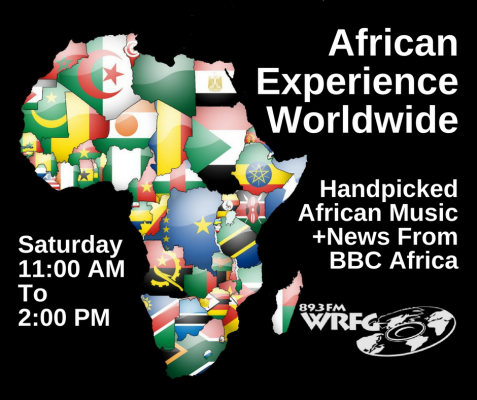 African
Experience
Worldwide
Handpicked
African Music
+News From
BBC Africa
Saturday
11:00 AM
To
2:00 PM
89.3 FM
WRFG